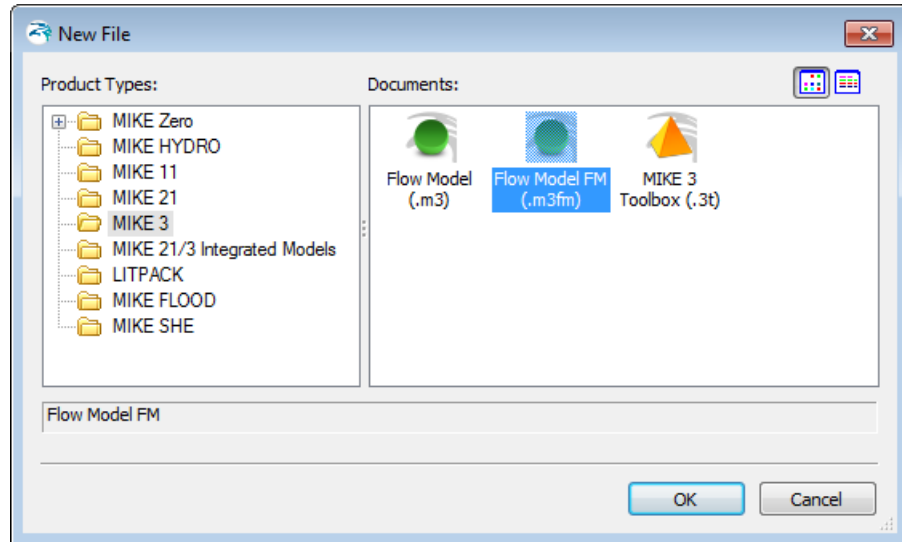 New File
Product Types:
Documents:
MIKE Zero
MIKE HYDRO
MIKE 11
MIKE 21
MIKE 3
MIKE 21/3 Integrated Models
LITPACK
MIKE FLOOD
MIKE SHE
Flow Model
(.m3)
Flow Model FM
(.m3fm)
MIKE 3
Toolbox (.3t)
Flow Model FM
OK
Cancel